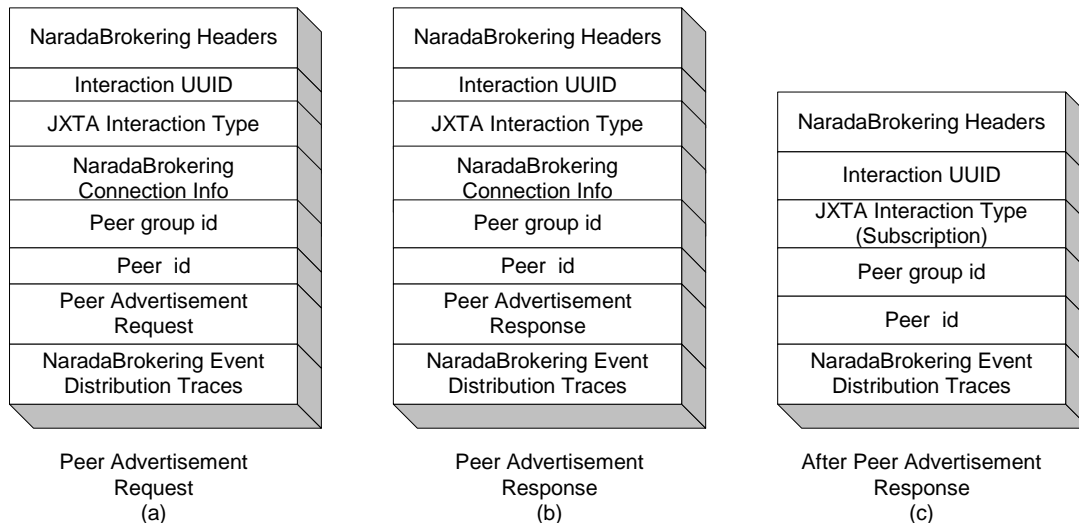 NaradaBrokering Headers
Interaction UUID
JXTA Interaction Type
NaradaBrokering
Connection Info
Peer group id
Peer id
Peer Advertisement
Request
NaradaBrokering Event
Distribution Traces
Peer Advertisement
Request
(a)
NaradaBrokering Headers
Interaction UUID
JXTA Interaction Type
NaradaBrokering
Connection Info
Peer group id
Peer id
Peer Advertisement
Response
NaradaBrokering Event
Distribution Traces
Peer Advertisement
Response
(b)
NaradaBrokering Headers
Interaction UUID
JXTA Interaction Type
(Subscription)
Peer group id
Peer id
NaradaBrokering Event
Distribution Traces
After Peer Advertisement
Response
(c)